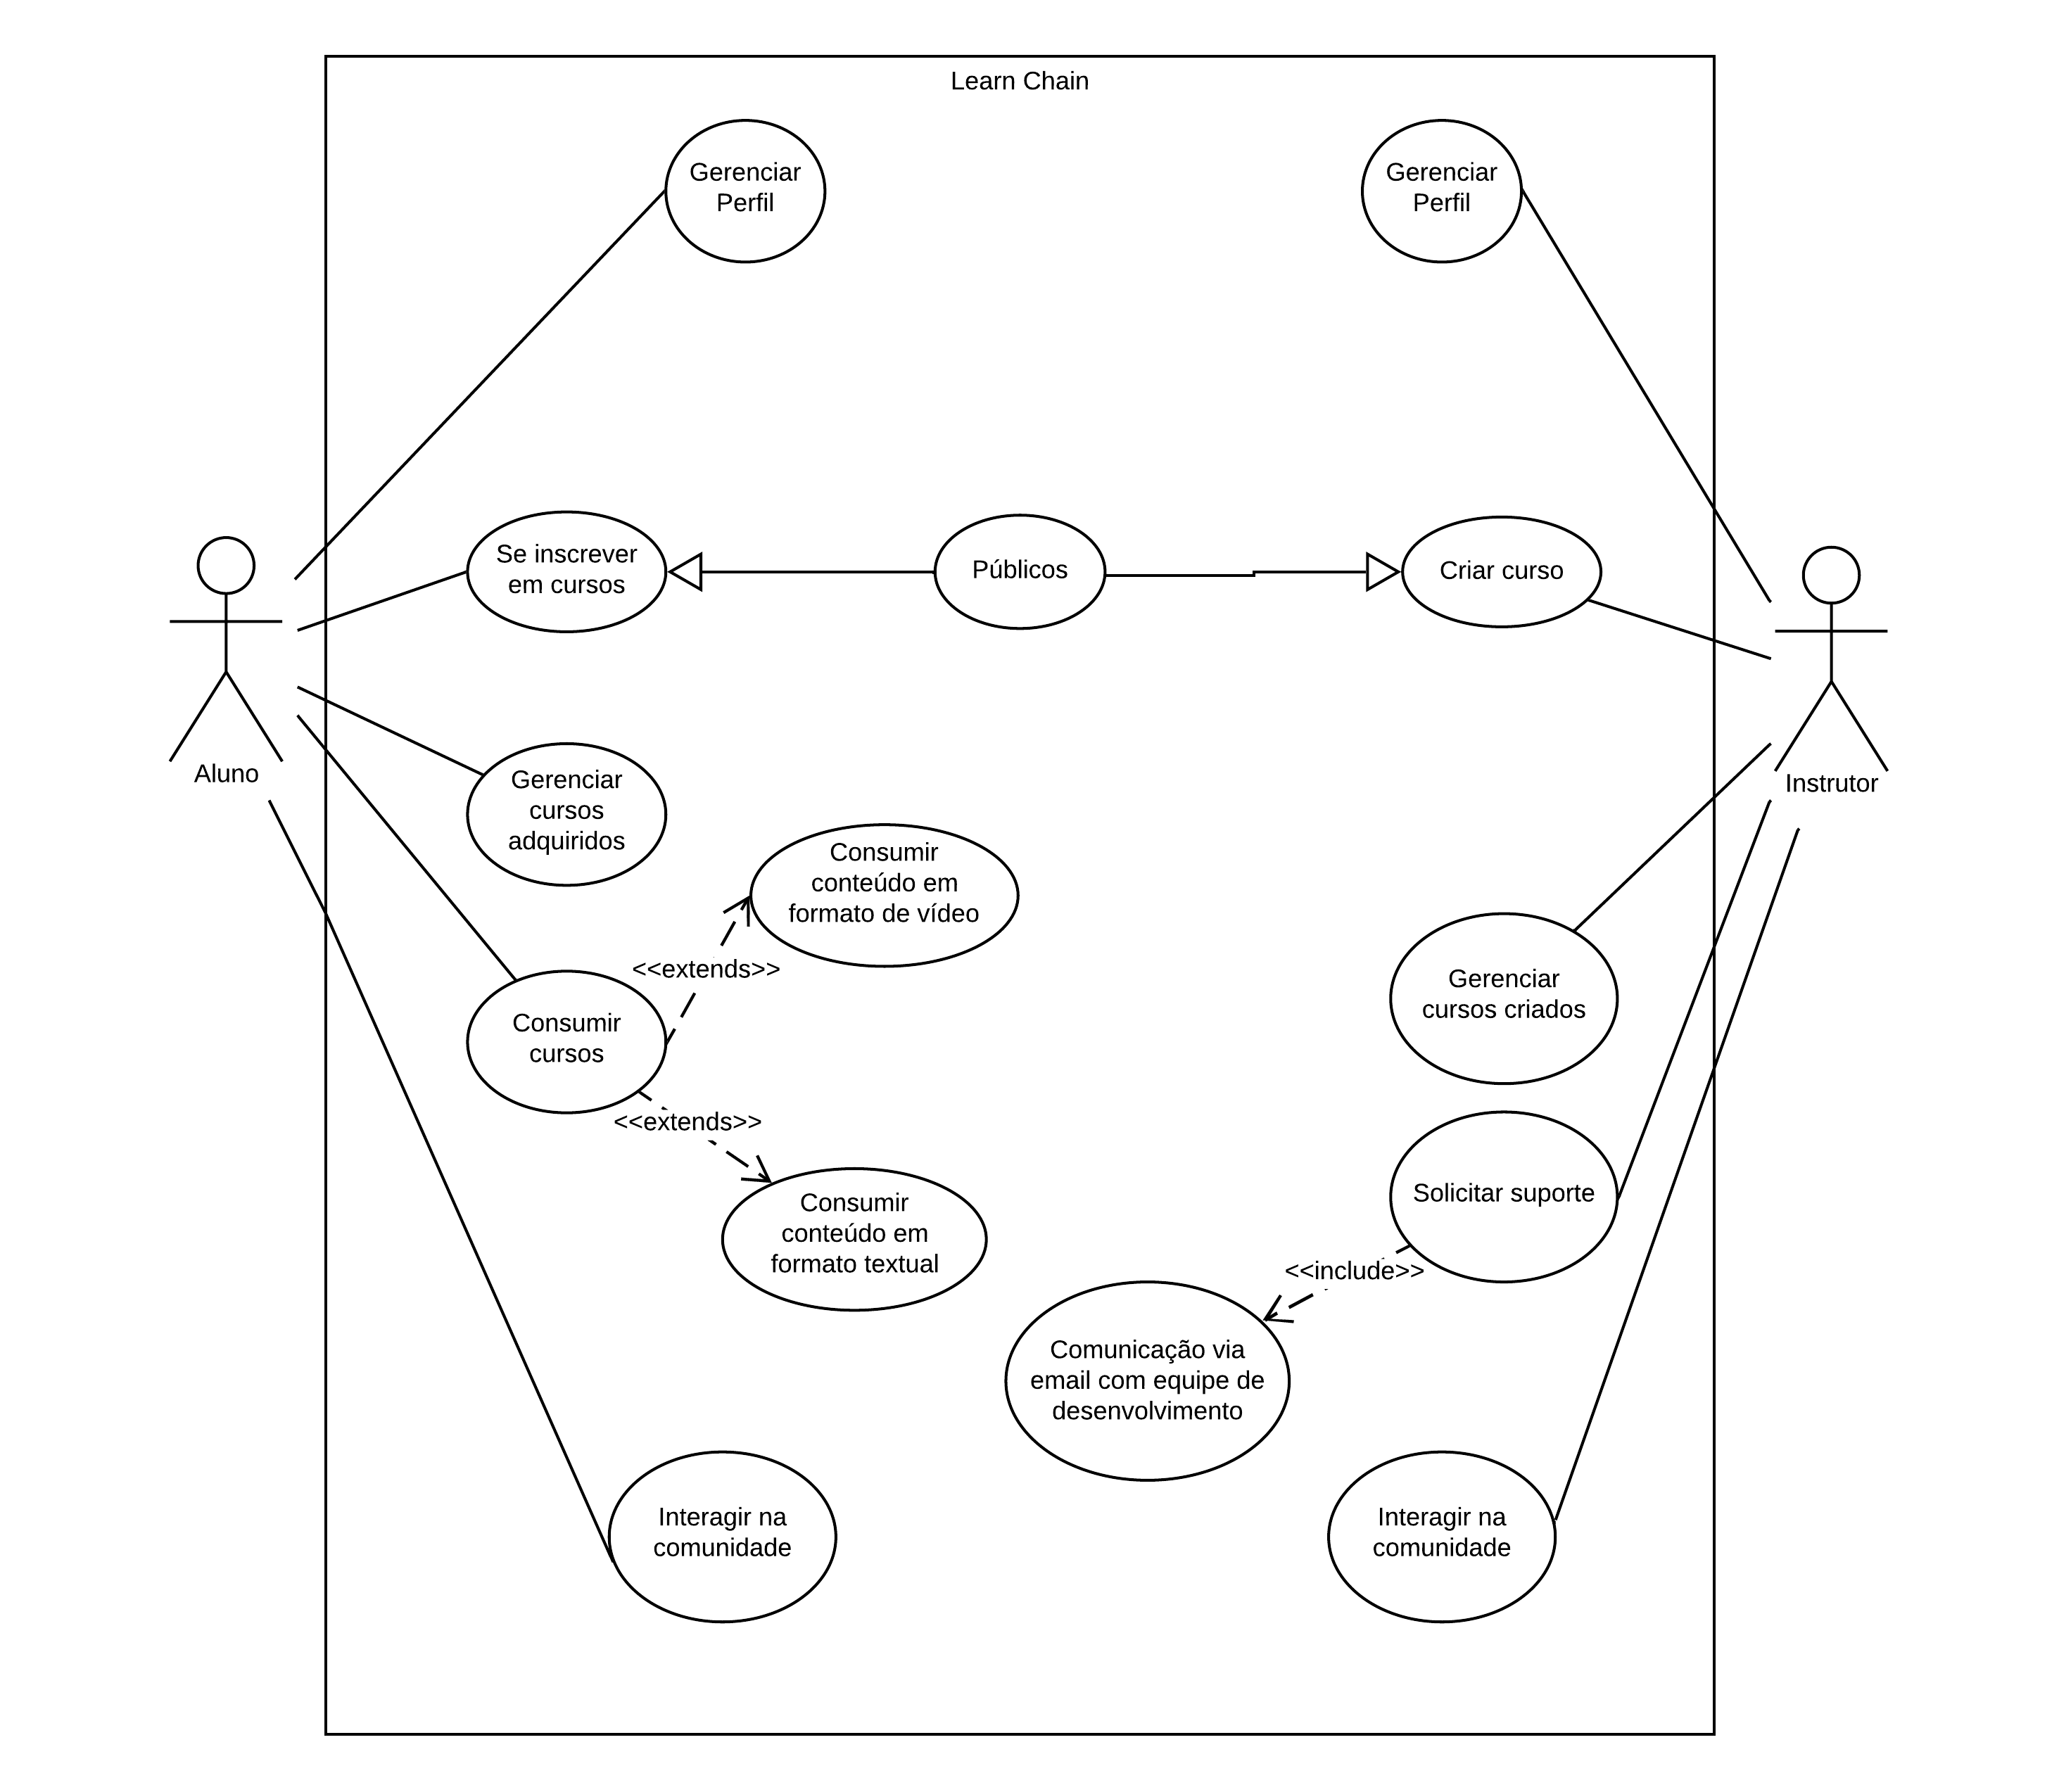 Learn Chain
Gerenciar
Perfil
Gerenciar
Perfil
Se inscrever
em cursos
Públicos
Criar curso
Aluno
Instrutor
Gerenciar
cursos
adquiridos
Consumir
conteúdo em
formato de vídeo
<<extends>>
Consumir
cursos
<<extends>>
Consumir
conteúdo em
formato textual
Gerenciar
cursos criados
Solicitar suporte
<<include>>
Comunicação via
email com equipe de
desenvolvimento
Interagir na
comunidade
Interagir na
comunidade